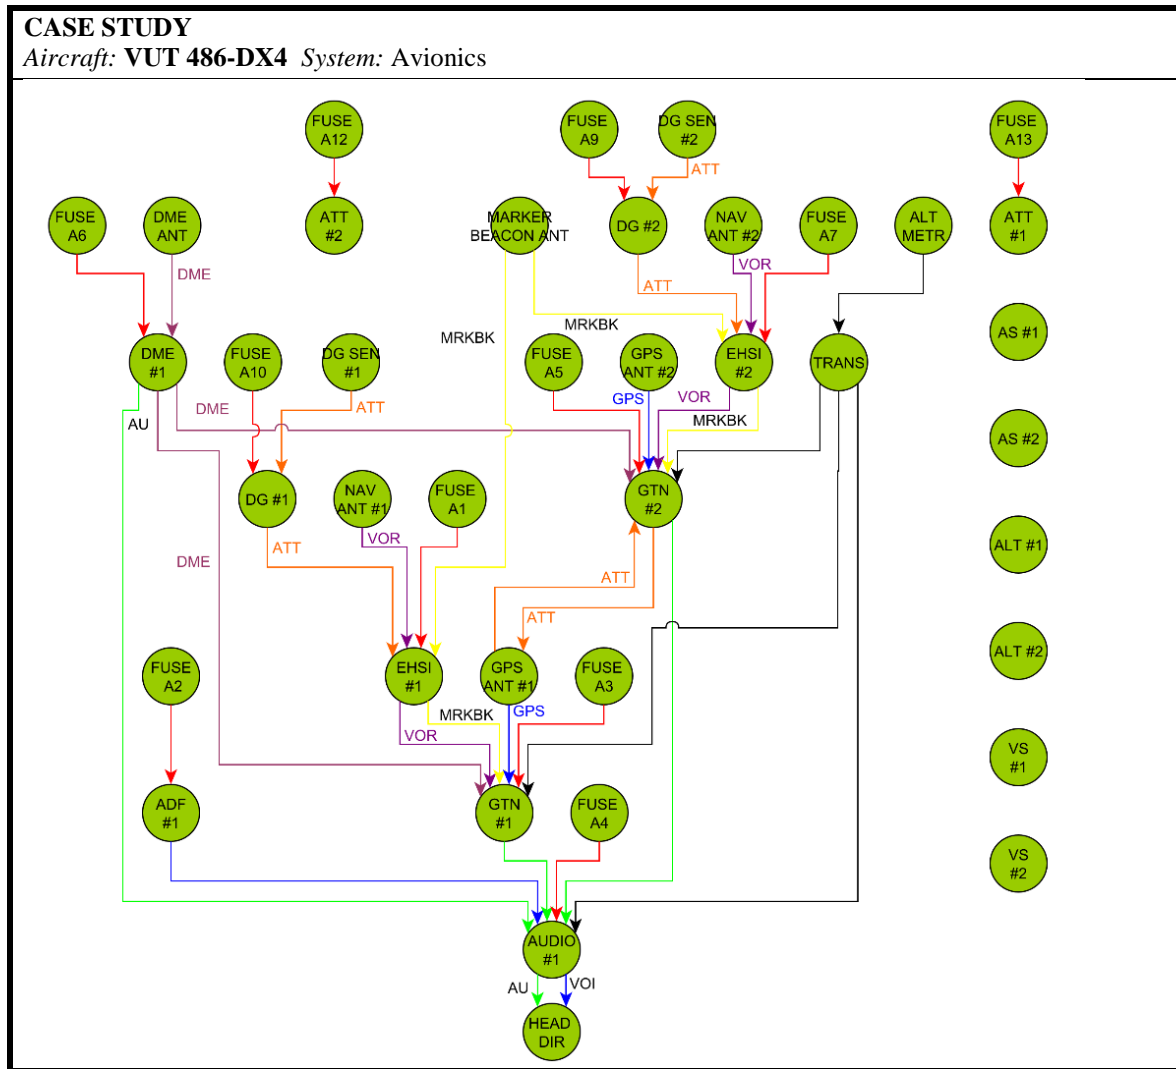 CASE STUDY
Aircraft: VUT 486-DX4 System: Avionics
FUSE
A12
FUSE
A9
DG SEN
#2
FUSE
A13
ATT
FUSE
A6
DME
ANT
ATT
#2
MARKER
BEACON ANT
DG #2
NAV
ANT #2
FUSE
A7
ALT
METR
ATT
#1
DME
VOR
ATT
MRKBK
MRKBK
AS #1
DME
#1
FUSE
A10
DG SEN
#1
FUSE
A5
GPS
ANT #2
EHSI
#2
TRANS
ATT
DME
AU
GPS
VOR
MRKBK
AS #2
DG #1
NAV
ANT #1
FUSE
A1
GTN
#2
VOR
ATT
DME
ALT #1
ATT
ATT
FUSE
A2
EHSI
#1
GPS
ANT #1
FUSE
A3
ALT #2
MRKBK
GPS
VOR
VS
#1
ADF
#1
GTN
#1
FUSE
A4
VS
#2
AUDIO
#1
AU
VOI
HEAD
DIR